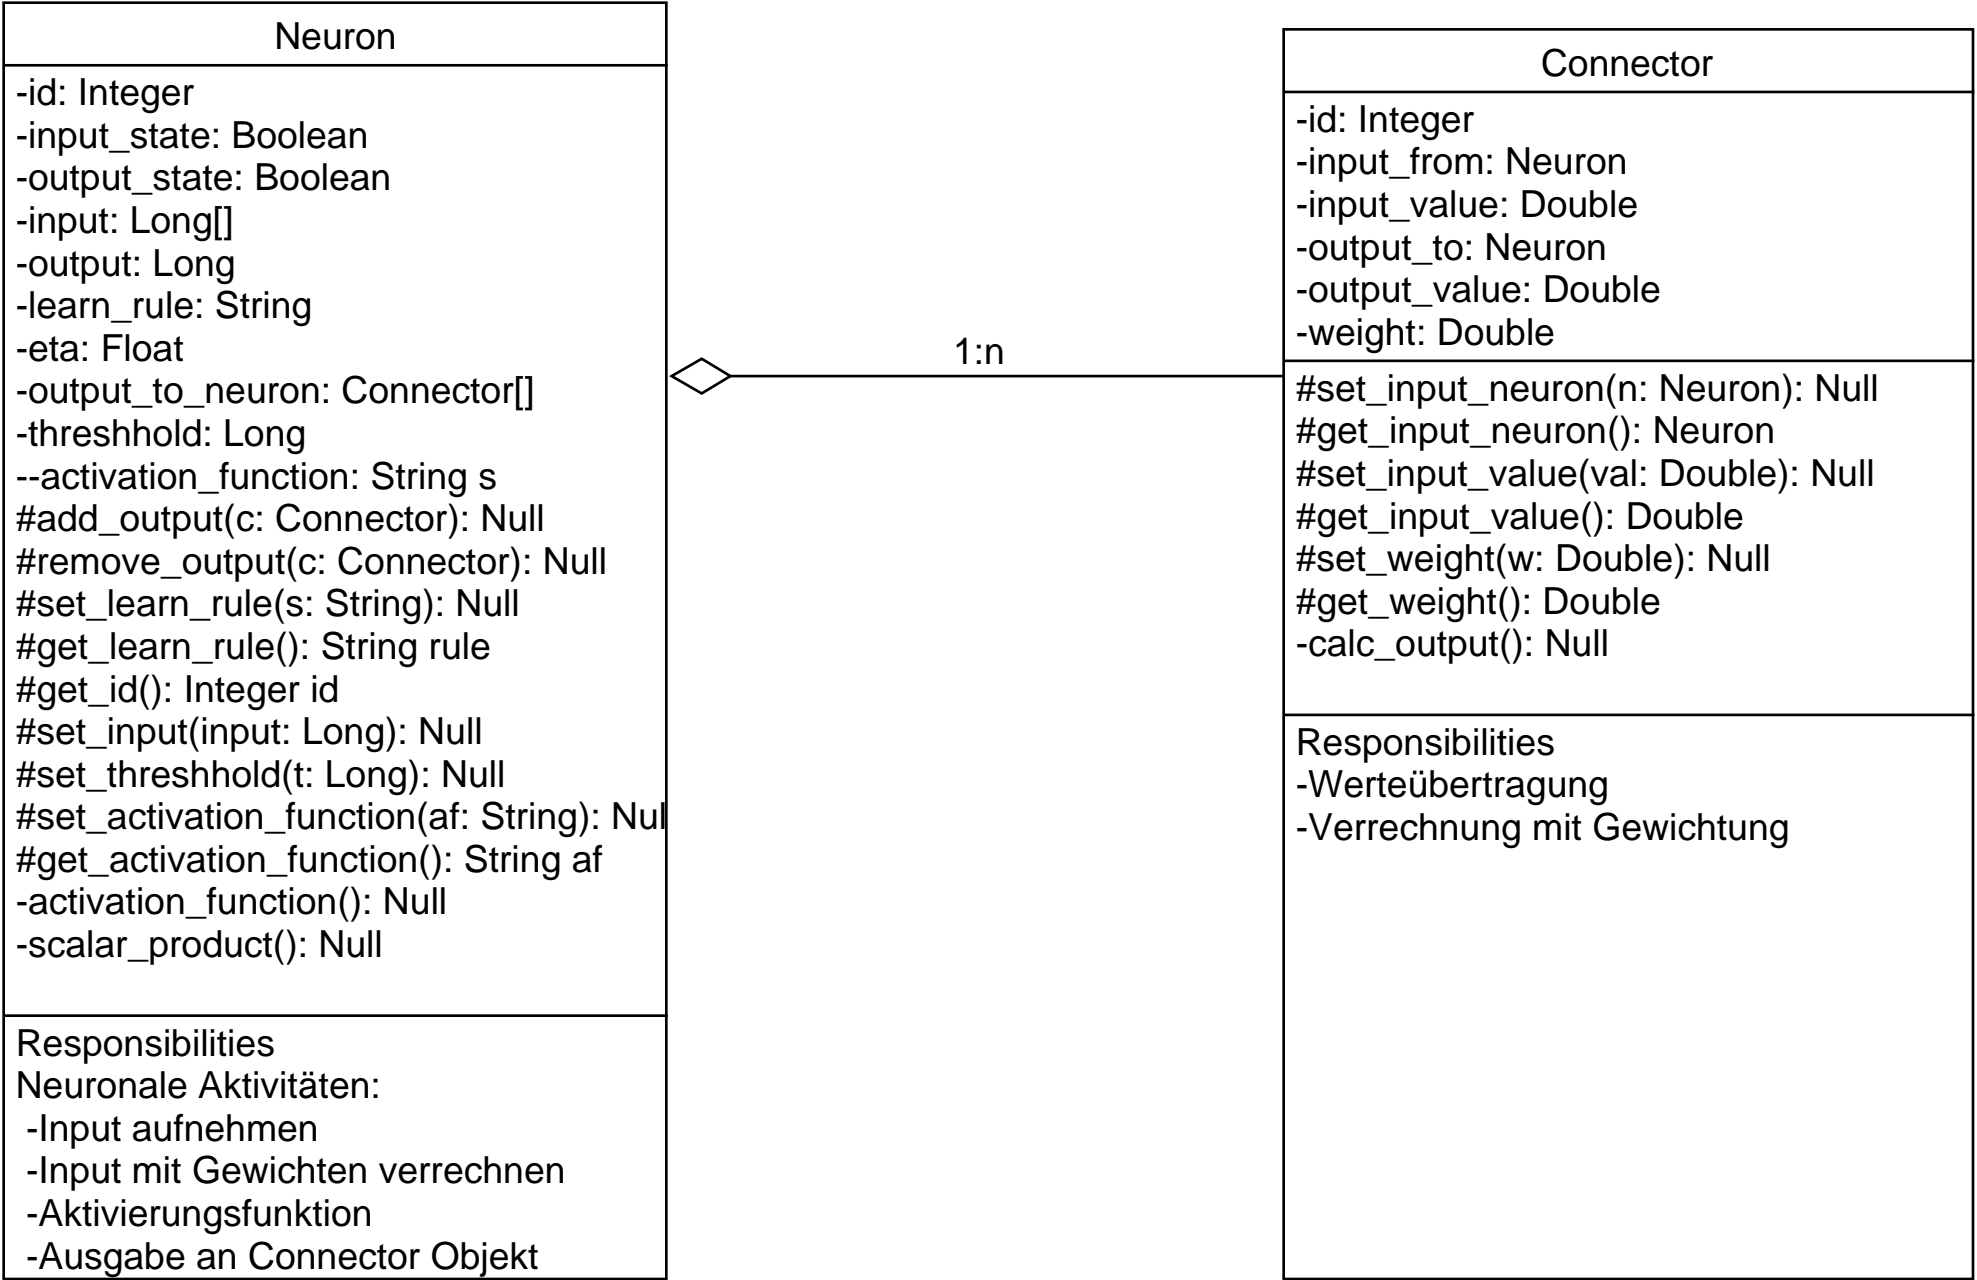 Neuron
-id: Integer
-input_state: Boolean
-output_state: Boolean
-input: Long[]
-output: Long
-learn_rule: String
-eta: Float
-output_to_neuron: Connector[]
-threshhold: Long
--activation_function: String s
#add_output(c: Connector): Null
#remove_output(c: Connector): Null
#set_learn_rule(s: String): Null
#get_learn_rule(): String rule
#get_id(): Integer id
#set_input(input: Long): Null
#set_threshhold(t: Long): Null
#set_activation_function(af: String): Nul
#get_activation_function(): String af
-activation_function(): Null
-scalar_product(): Null
Responsibilities
Neuronale Aktivitäten:
-Input aufnehmen
-Input mit Gewichten verrechnen
-Aktivierungsfunktion
-Ausgabe an Connector Objekt
1:n
Connector
-id: Integer
-input_from: Neuron
-input_value: Double
-output_to: Neuron
-output_value: Double
-weight: Double
#set_input_neuron(n: Neuron): Null
#get_input_neuron(): Neuron
#set_input_value(val: Double): Null
#get_input_value(): Double
#set_weight(w: Double): Null
#get_weight(): Double
-calc_output(): Null
Responsibilities
-Werteübertragung
-Verrechnung mit Gewichtung